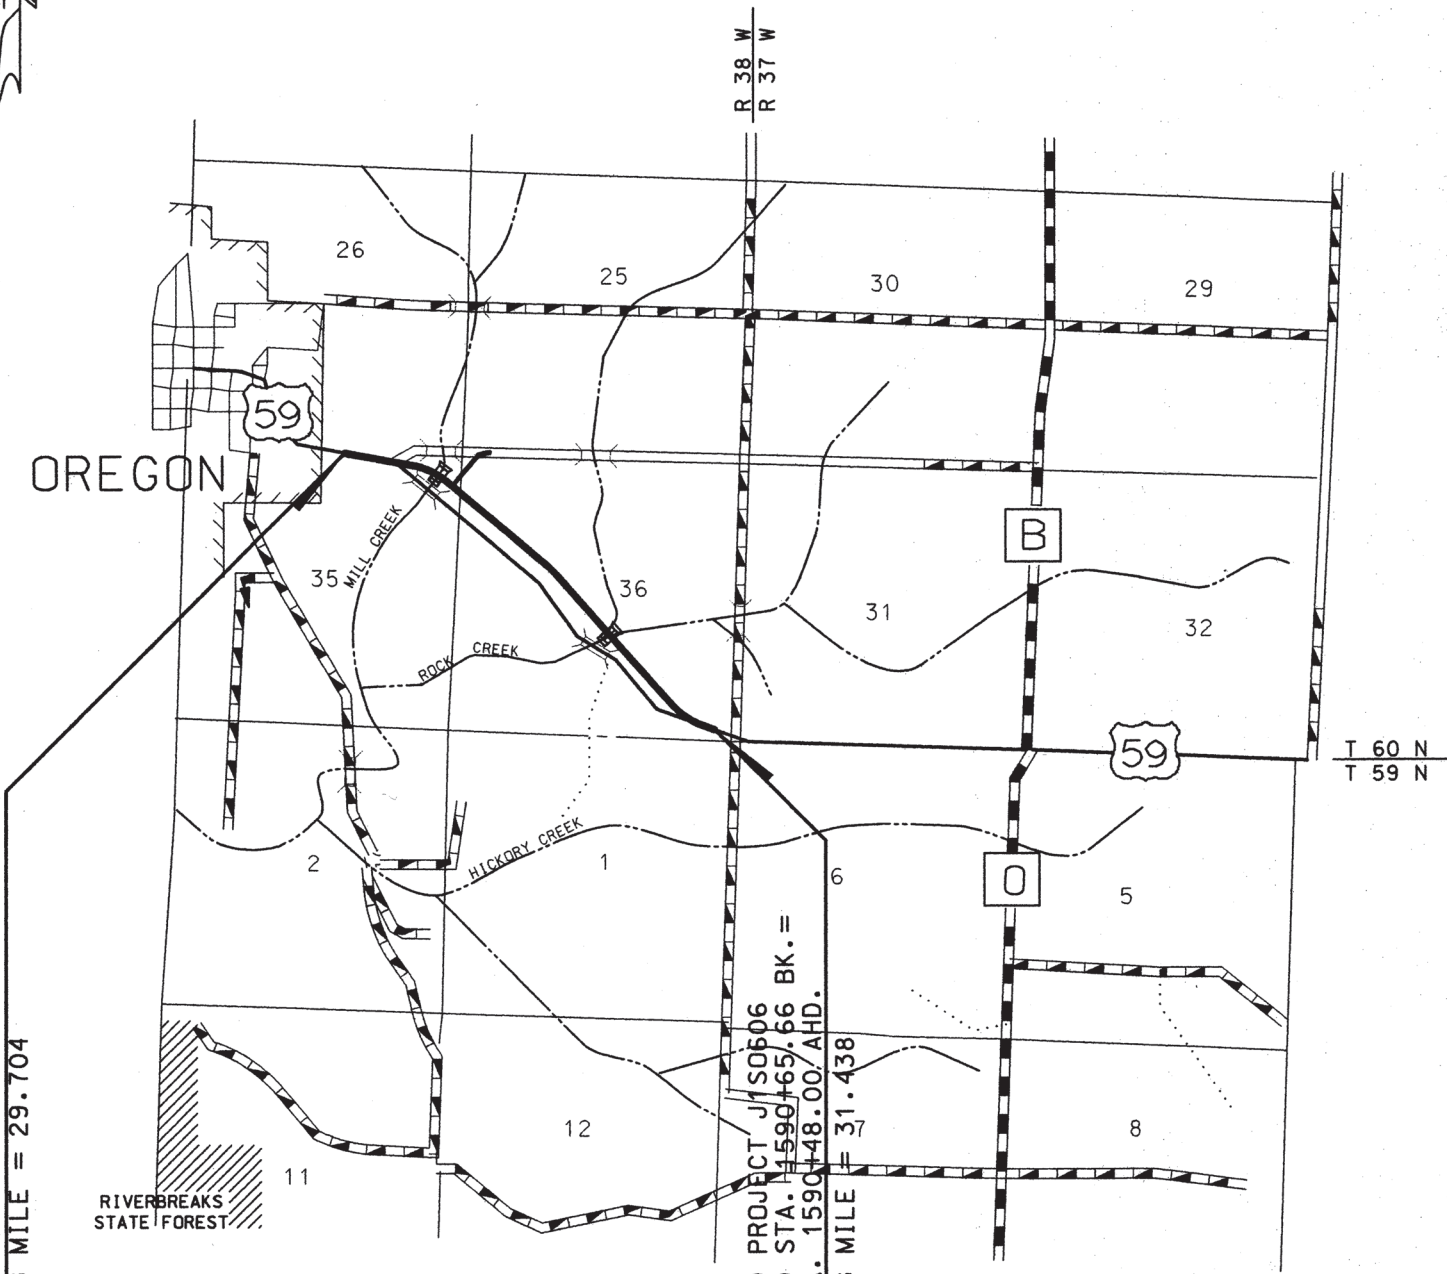 R 38 W
R 37 W
26
25
30
29
59
OREGON
B
35
MILL CREEK
36
31
32
ROCK CREEK
59
T 60 N
T 59 N
HICKORY CREEK
2
1
6
O
5
MILE = 29.704
PROJECT J1S0606
STA. 1590+65.66 BK.=
1590+48.00 AHD.
MILE = 31.438
12
7
8
11
RIVERBREAKS
STATE FOREST